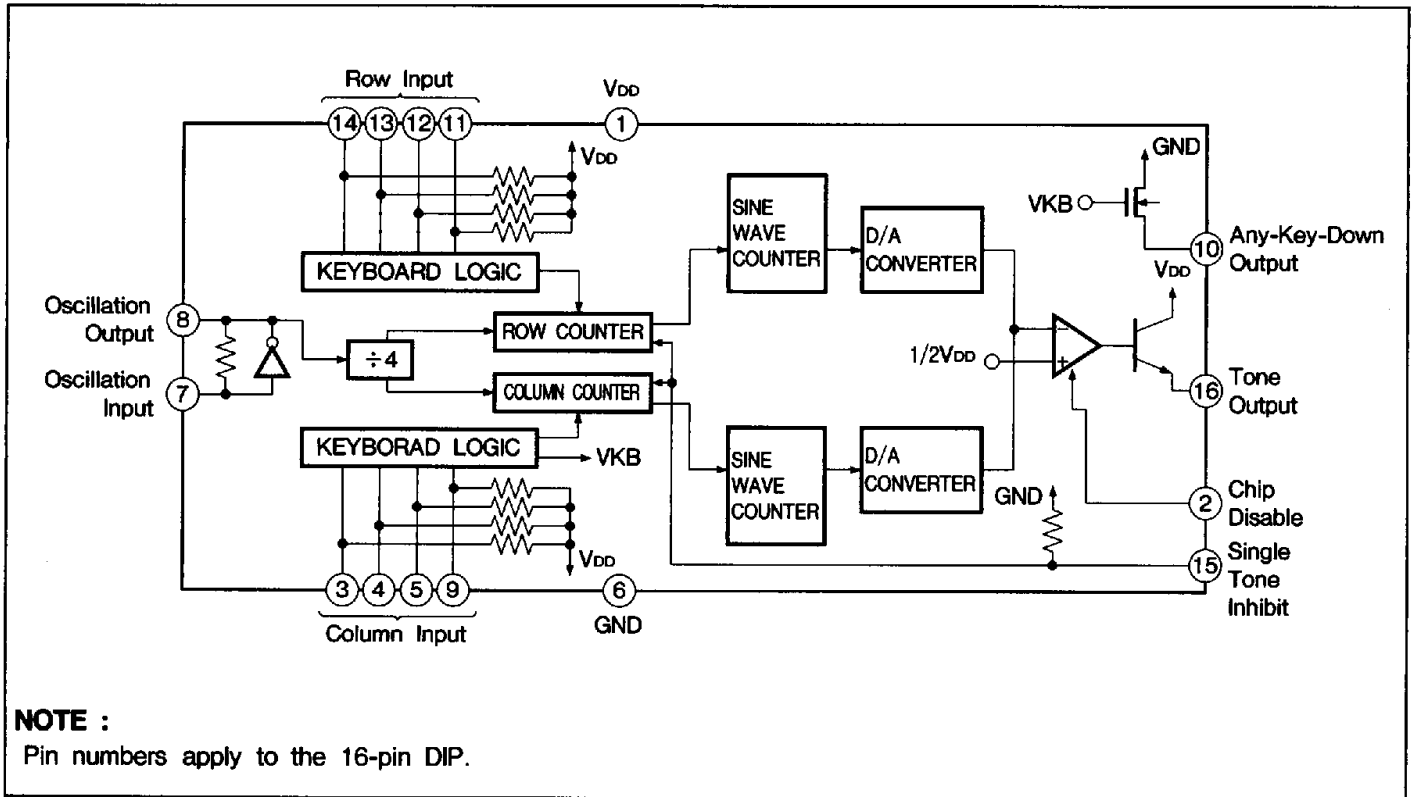 Row Input
VDD
14 13 12 11
1
VDD
GND
VKB
SINE
WAVE
COUNTER
D/A
CONVERTER
10
Any-Key-Down
Output
KEYBOARD LOGIC
VDD
Oscillation
Output
8
ROW COUNTER
÷4
1/2VDD
−
+
Oscillation
Input
7
COLUMN COUNTER
16
Tone
Output
KEYBORAD LOGIC
VKB
SINE
WAVE
COUNTER
D/A
CONVERTER
GND
2
Chip
Disable
VDD
15
Single
Tone
Inhibit
3 4 5 9
6
Column Input
GND
NOTE :
Pin numbers apply to the 16-pin DIP.